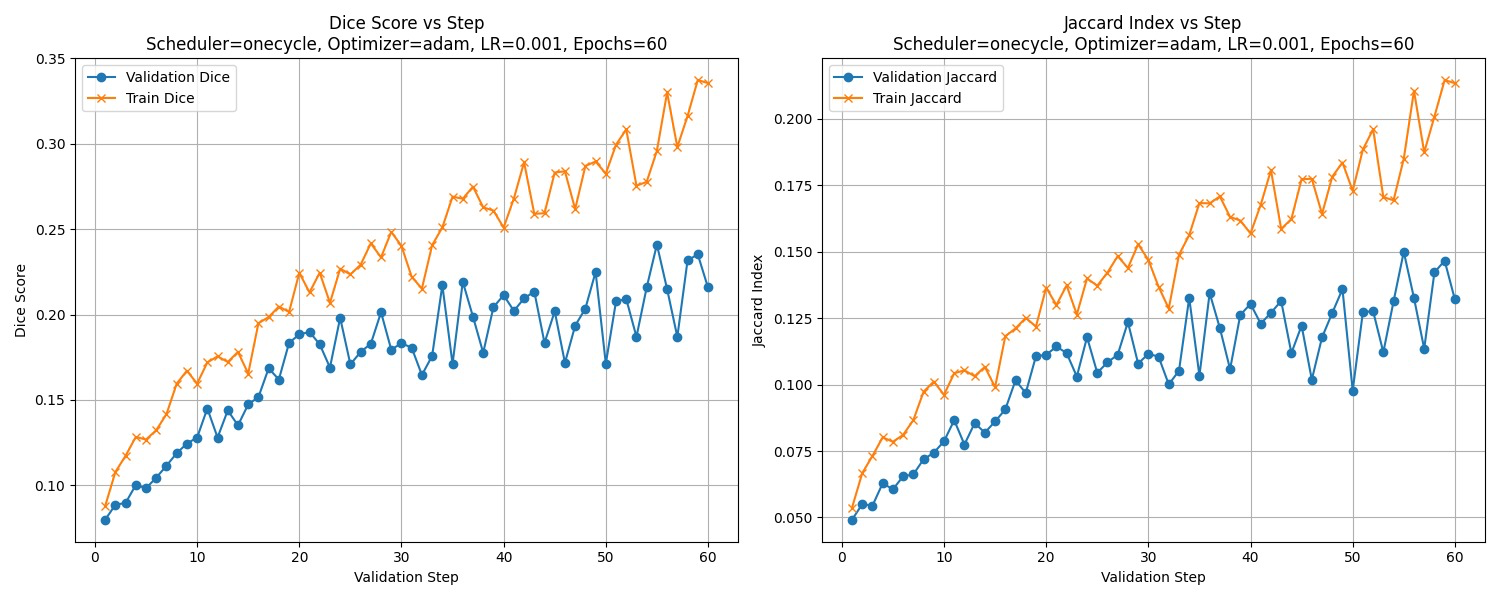 Dice Score vs Step
Scheduler=onecycle, Optimizer=adam, LR=0.001, Epochs=60
Validation Dice
Train Dice
0.35
0.30
0.25
0.20
0.15
0.10
Dice Score
0 10 20 30 40 50 60
Validation Step
Jaccard Index vs Step
Scheduler=onecycle, Optimizer=adam, LR=0.001, Epochs=60
Validation Jaccard
Train Jaccard
0.200
0.175
0.150
0.125
0.100
0.075
0.050
Jaccard Index
0 10 20 30 40 50 60
Validation Step